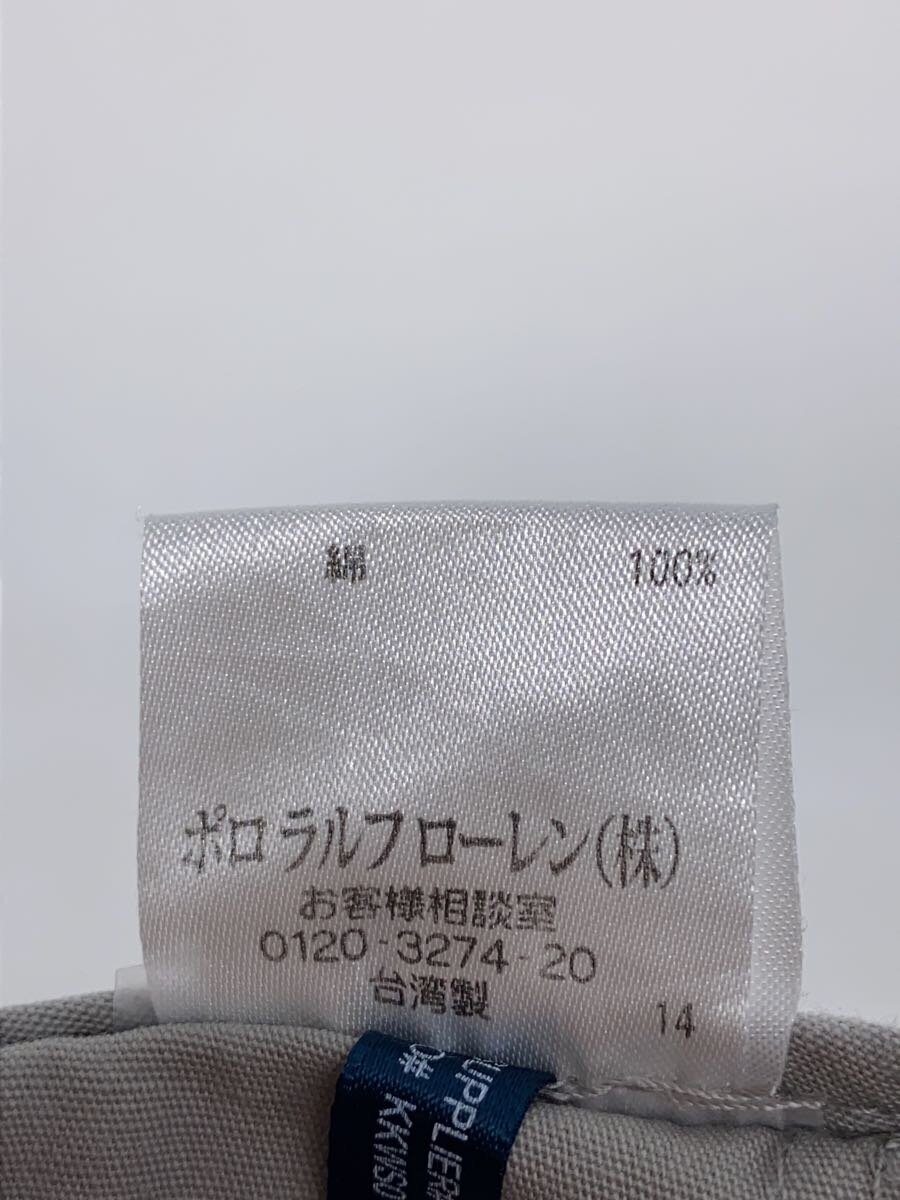 綿 100%
ポロ ラルフ ローレン(株)
お客様相談室
0120-3274-20
台湾製
14